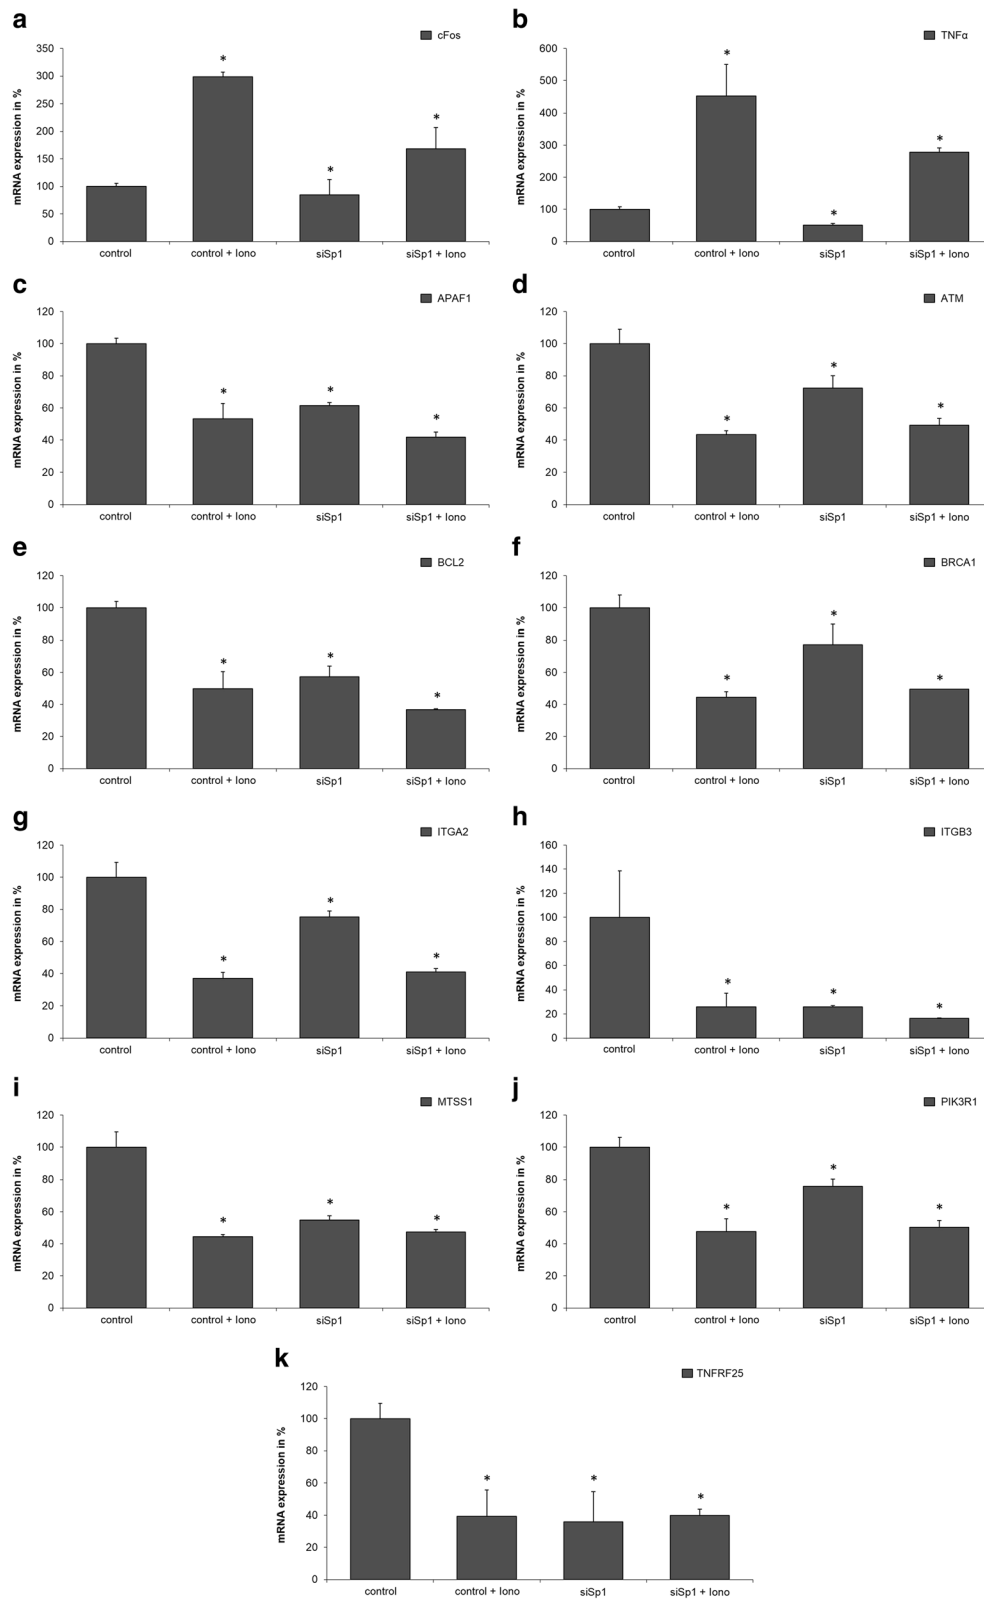 a
cFos
mRNA expression in %
350
300
250
200
150
100
50
0
*
*
*
control
control + Iono
siSp1
siSp1 + Iono
b
TNFα
mRNA expression in %
600
500
400
300
200
100
0
*
*
*
control
control + Iono
siSp1
siSp1 + Iono
c
APAF1
mRNA expression in %
120
100
80
60
40
20
0
*
*
*
control
control + Iono
siSp1
siSp1 + Iono
d
ATM
mRNA expression in %
120
100
80
60
40
20
0
*
*
*
control
control + Iono
siSp1
siSp1 + Iono
e
BCL2
mRNA expression in %
120
100
80
60
40
20
0
*
*
*
control
control + Iono
siSp1
siSp1 + Iono
f
BRCA1
mRNA expression in %
120
100
80
60
40
20
0
*
*
*
control
control + Iono
siSp1
siSp1 + Iono
g
ITGA2
mRNA expression in %
120
100
80
60
40
20
0
*
*
*
control
control + Iono
siSp1
siSp1 + Iono
h
ITGB3
mRNA expression in %
160
140
120
100
80
60
40
20
0
*
*
*
control
control + Iono
siSp1
siSp1 + Iono
i
MTSS1
mRNA expression in %
120
100
80
60
40
20
0
*
*
*
control
control + Iono
siSp1
siSp1 + Iono
j
PIK3R1
mRNA expression in %
120
100
80
60
40
20
0
*
*
*
control
control + Iono
siSp1
siSp1 + Iono
k
TNFRF25
mRNA expression in %
120
100
80
60
40
20
0
*
*
*
control
control + Iono
siSp1
siSp1 + Iono